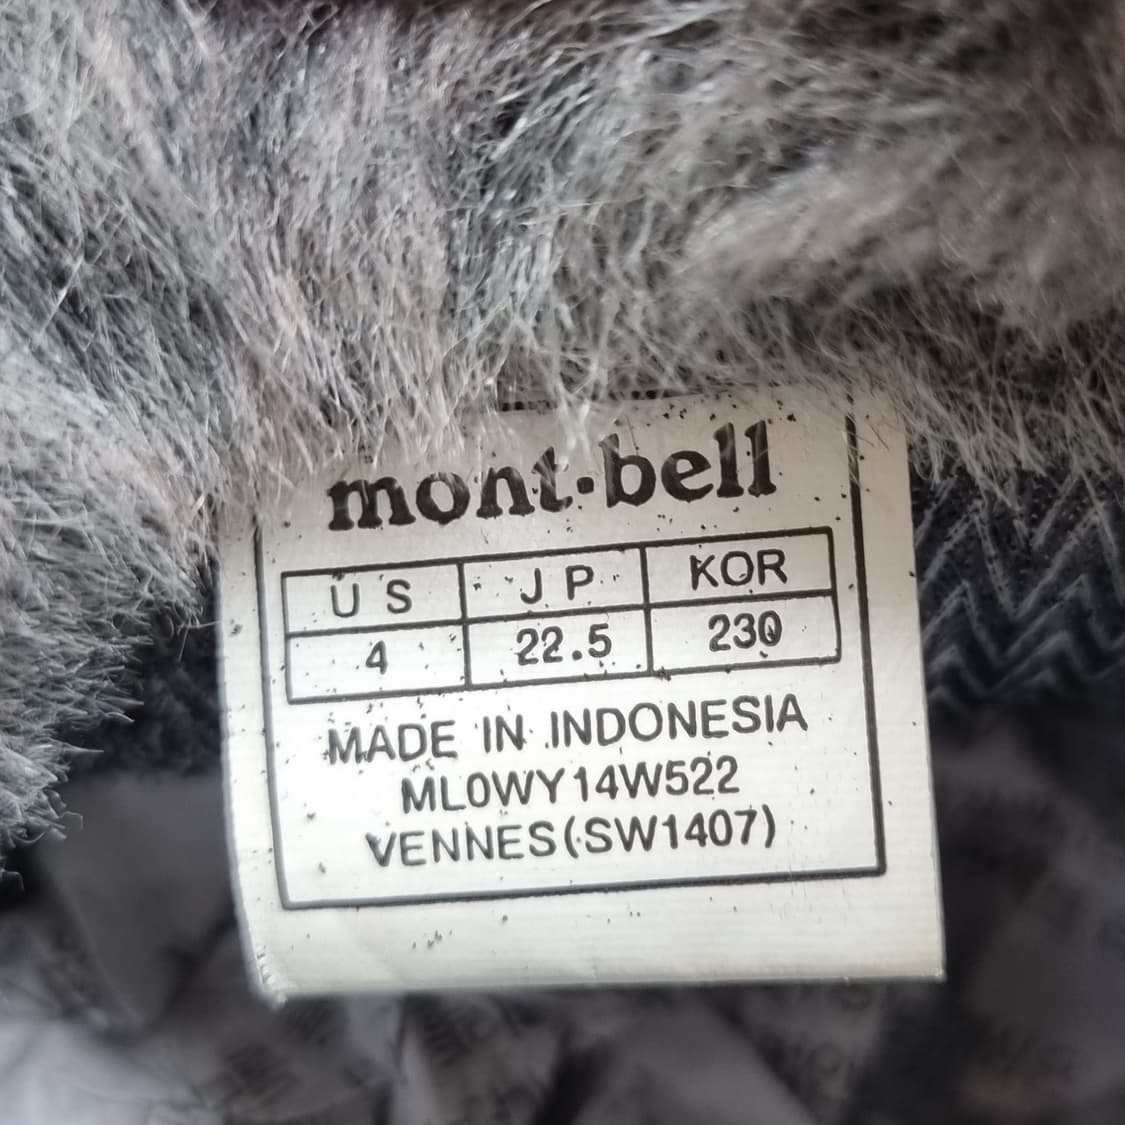 mont·bell
US JP KOR
4 22.5 230
MADE IN INDONESIA
ML0WY14W522
VENNES(SW1407)